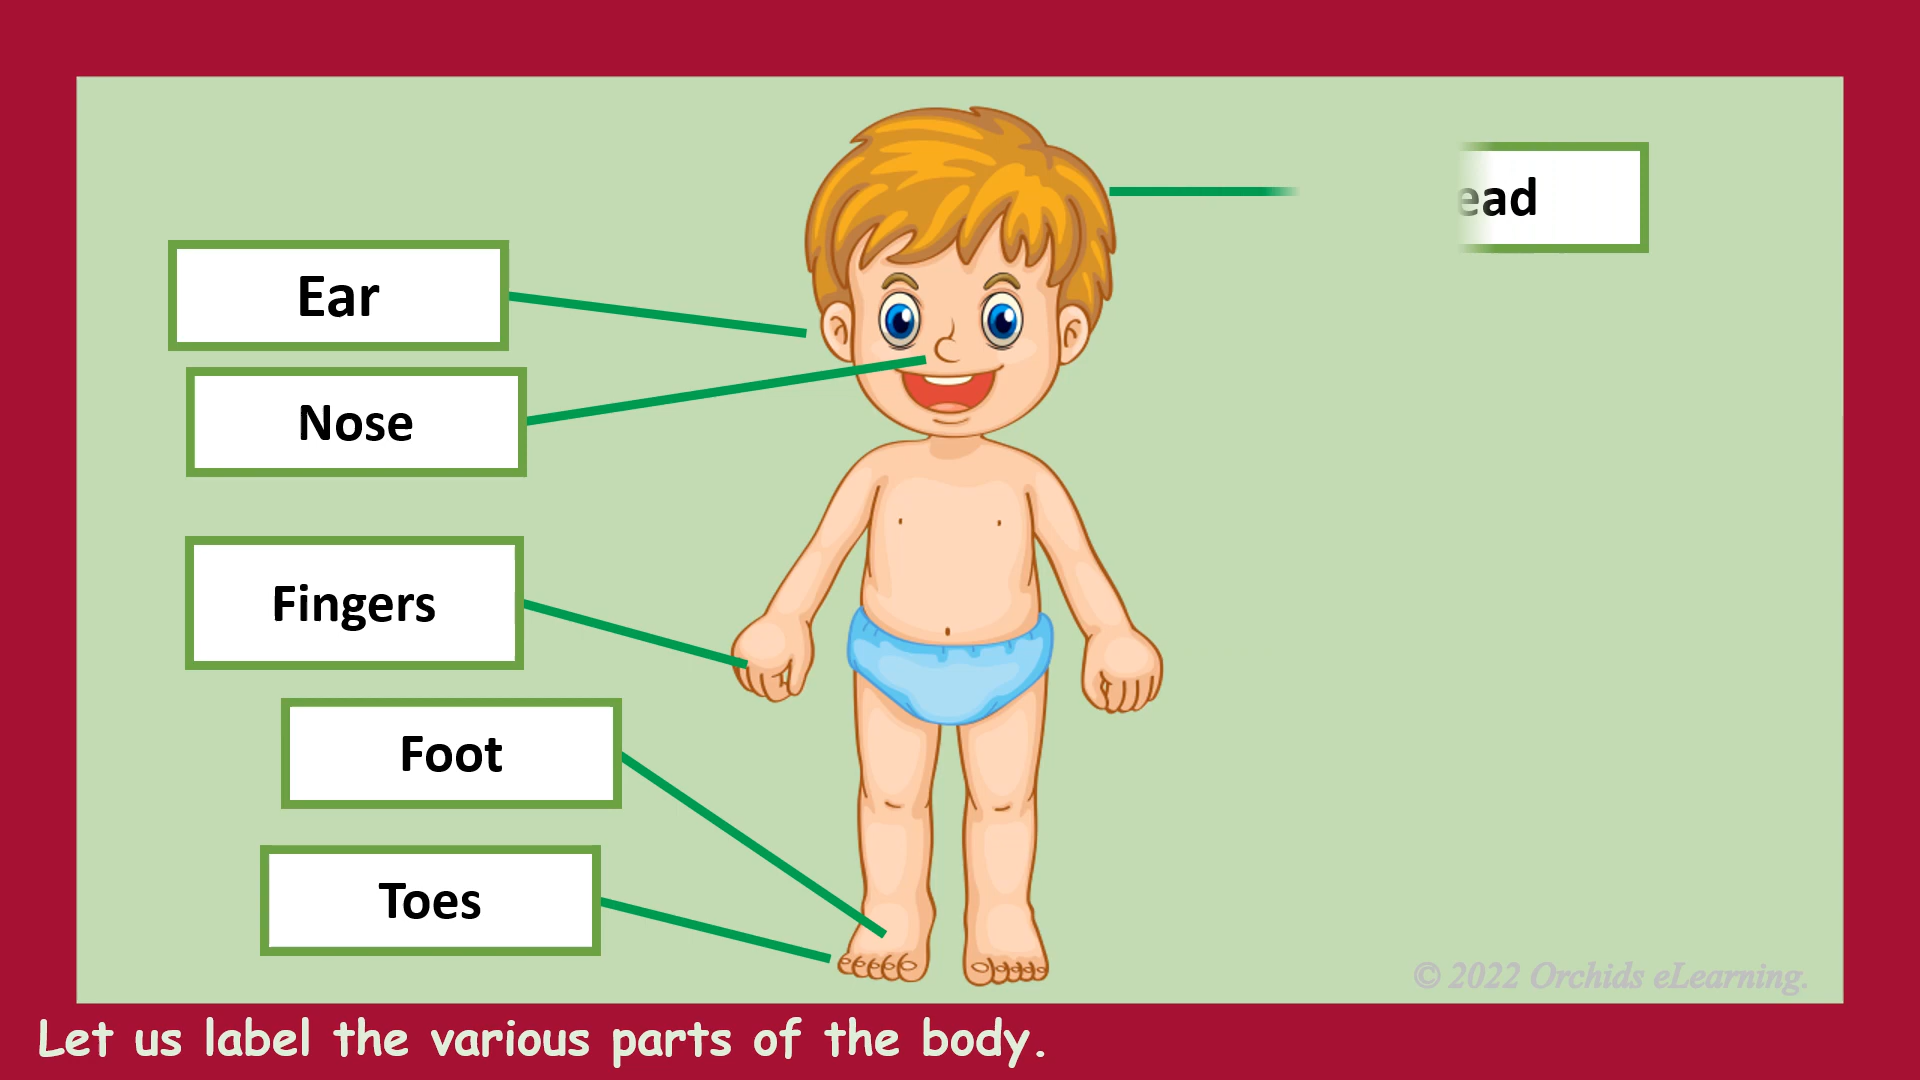 ead
Ear
Nose
Fingers
Foot
Toes
© 2022 Orchids eLearning.
Let us label the various parts of the body.